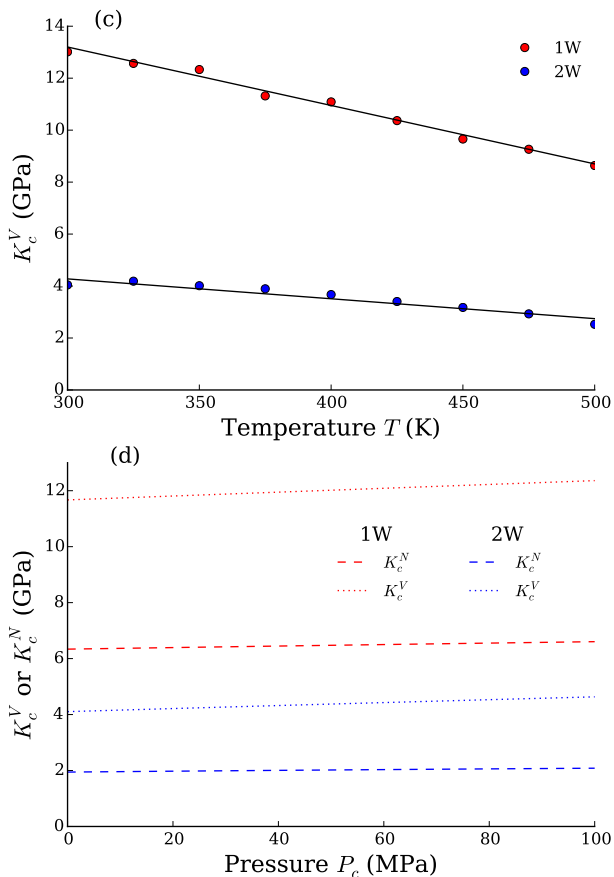 (c)
14
12
10
8
6
4
2
0
K_c^V (GPa)
1W
2W
300 350 400 450 500
Temperature T (K)
(d)
12
10
8
6
4
2
0
K_c^V or K_c^N (GPa)
1W 2W
K_c^N K_c^N
K_c^V K_c^V
0 20 40 60 80 100
Pressure P_c (MPa)